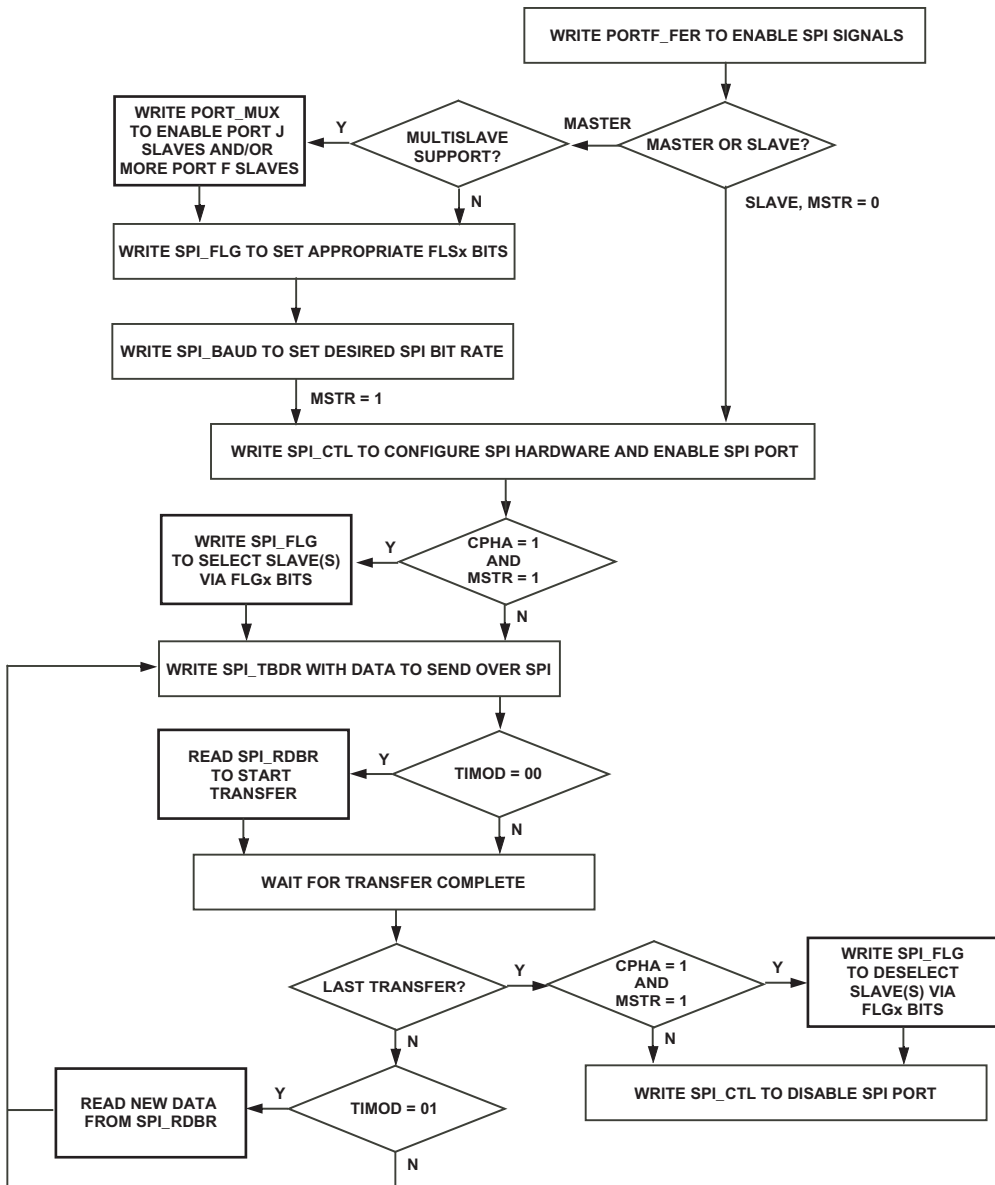 WRITE PORTF_FER TO ENABLE SPI SIGNALS
MASTER OR SLAVE?
MASTER
SLAVE, MSTR = 0
MULTISLAVE
SUPPORT?
Y
N
WRITE PORT_MUX
TO ENABLE PORT J
SLAVES AND/OR
MORE PORT F SLAVES
WRITE SPI_FLG TO SET APPROPRIATE FLSx BITS
WRITE SPI_BAUD TO SET DESIRED SPI BIT RATE
MSTR = 1
WRITE SPI_CTL TO CONFIGURE SPI HARDWARE AND ENABLE SPI PORT
CPHA = 1
AND
MSTR = 1
Y
N
WRITE SPI_FLG
TO SELECT SLAVE(S)
VIA FLGx BITS
WRITE SPI_TBDR WITH DATA TO SEND OVER SPI
TIMOD = 00
Y
N
READ SPI_RDBR
TO START
TRANSFER
WAIT FOR TRANSFER COMPLETE
LAST TRANSFER?
Y
N
CPHA = 1
AND
MSTR = 1
Y
N
WRITE SPI_FLG
TO DESELECT
SLAVE(S) VIA
FLGx BITS
WRITE SPI_CTL TO DISABLE SPI PORT
TIMOD = 01
Y
N
READ NEW DATA
FROM SPI_RDBR